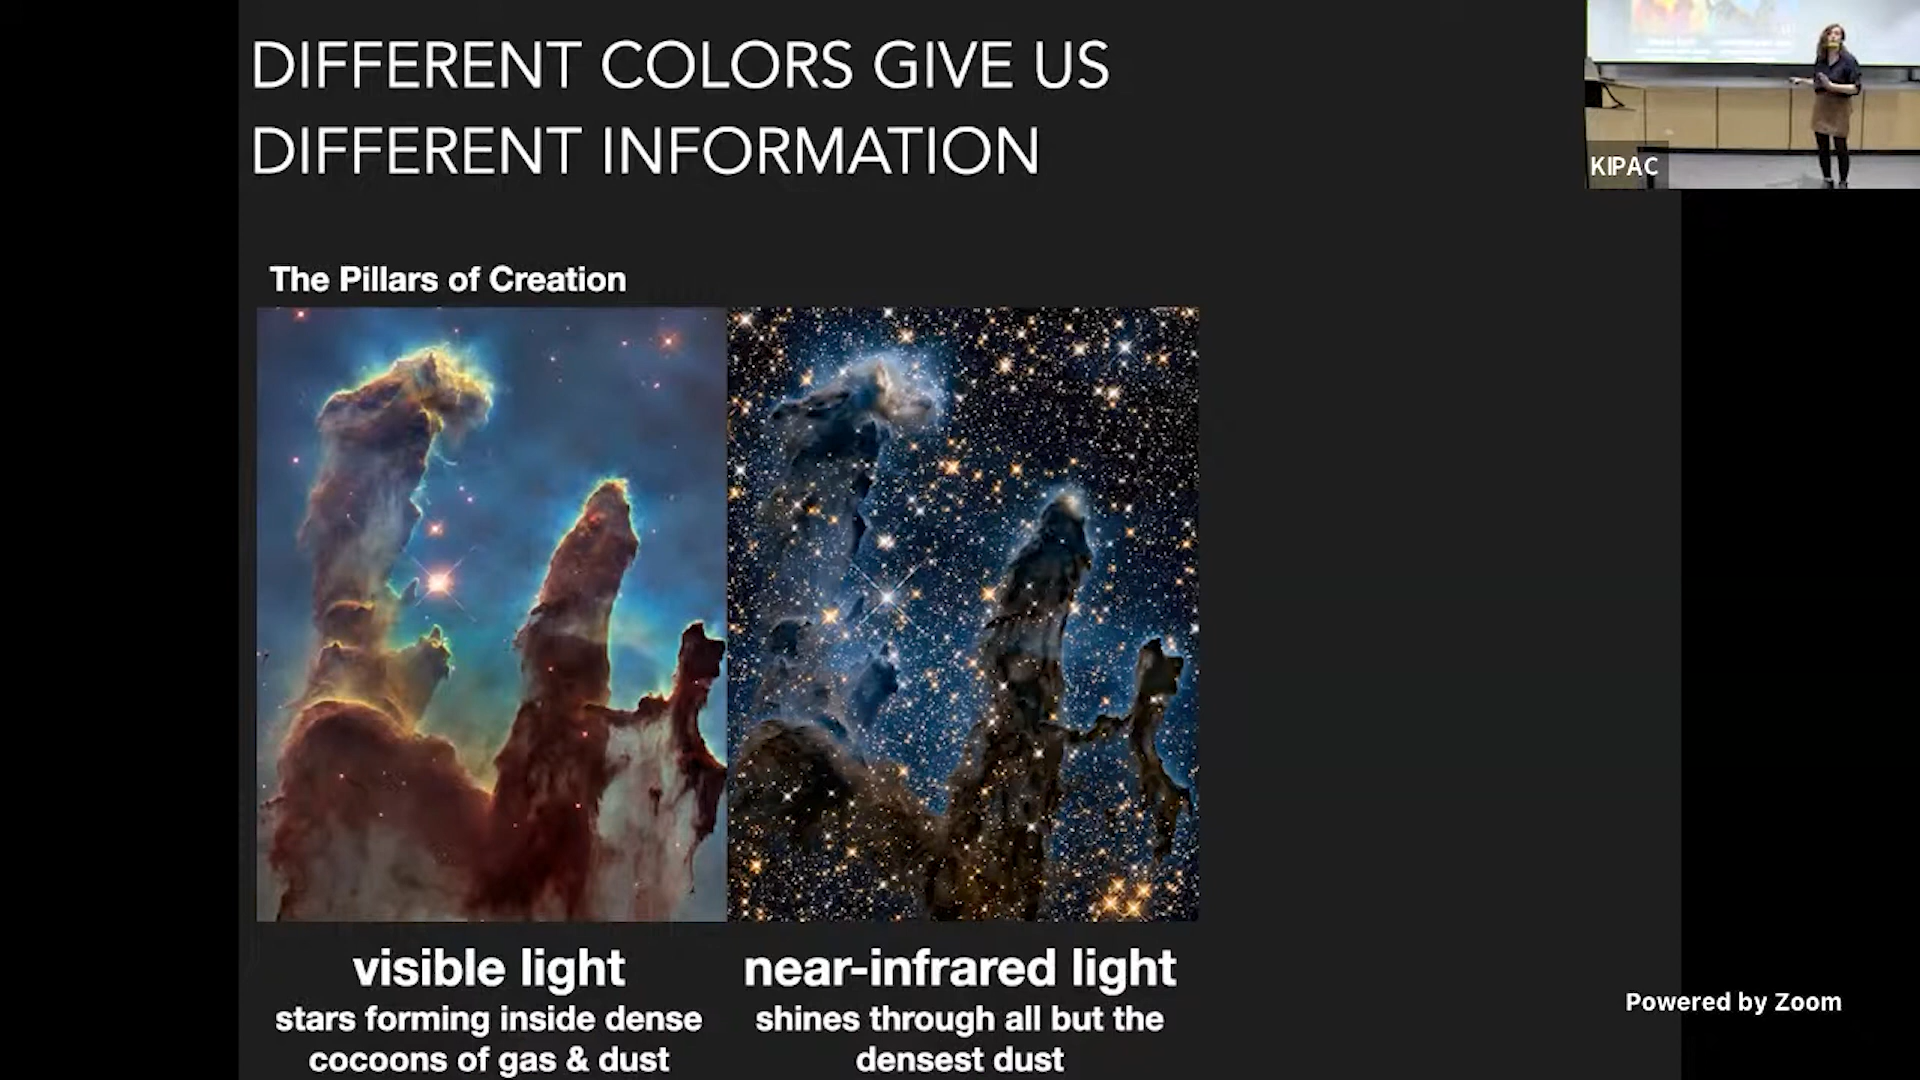 DIFFERENT COLORS GIVE US
DIFFERENT INFORMATION
KIPAC
The Pillars of Creation
visible light
stars forming inside dense
cocoons of gas & dust
near-infrared light
shines through all but the
densest dust
Powered by Zoom